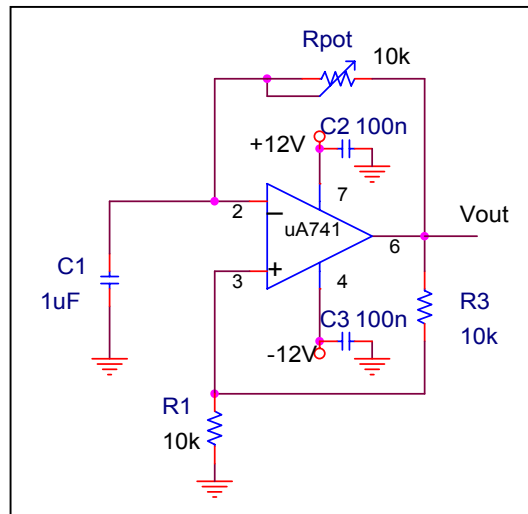 Rpot
10k
C2 100n
+12V
7
2
uA741
6
Vout
3
4
C1
1uF
C3 100n
-12V
R3
10k
R1
10k